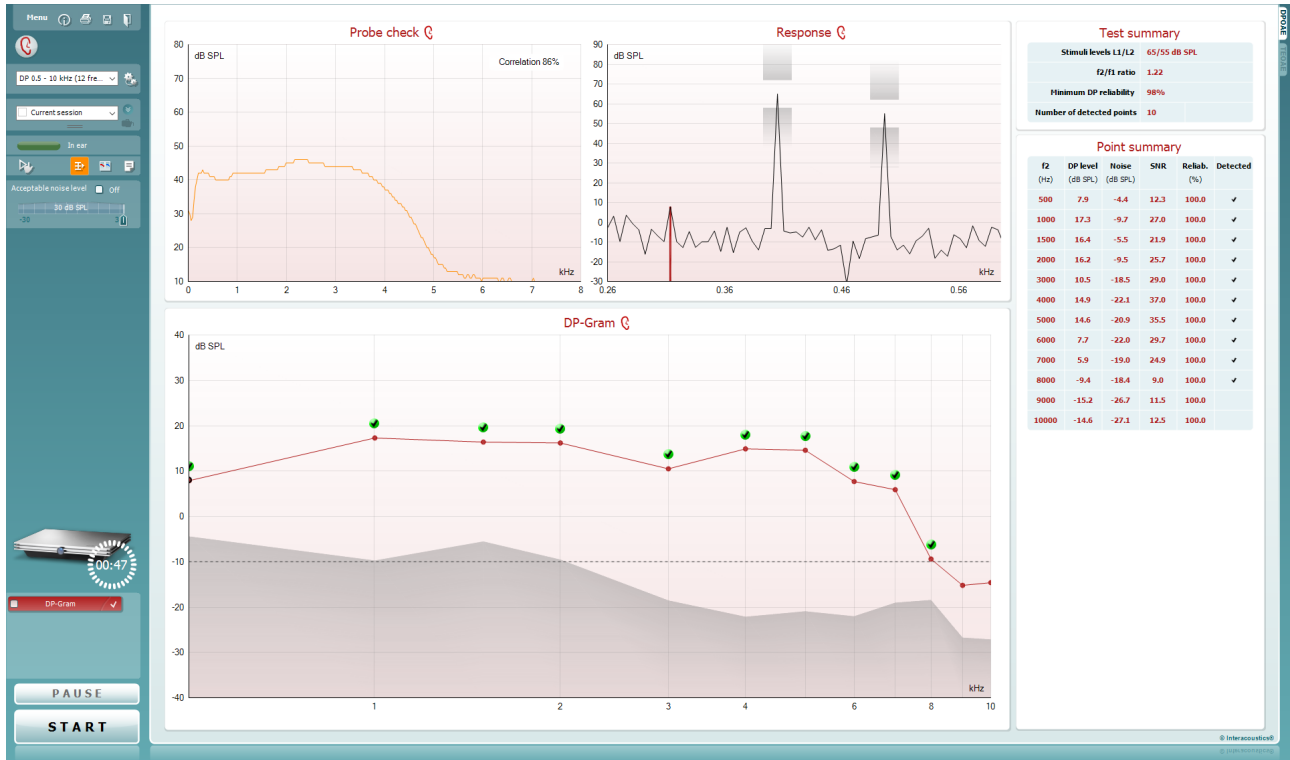 Menu
DP 0.5 - 10 kHz (12 fre...
Current session
In ear
Acceptable noise level Off
30 dB SPL
-30 3
00:47
DP-Gram
PAUSE
START
Probe check
80
70
60
50
40
30
20
10
dB SPL
Correlation 86%
kHz
0 1 2 3 4 5 6 7 8
Response
90
80
70
60
50
40
30
20
10
0
-10
-20
-30
dB SPL
kHz
0.26 0.36 0.46 0.56
DP-Gram
40
30
20
10
0
-10
-20
-30
-40
dB SPL
kHz
1 2 3 4 6 8 10
Test summary
Stimuli levels L1/L2 65/55 dB SPL
f2/f1 ratio 1.22
Minimum DP reliability 98%
Number of detected points 10
Point summary
f2 DP level Noise SNR Reliab. Detected
(Hz) (dB SPL) (dB SPL) (%)
500 7.9 -4.4 12.3 100.0
1000 17.3 -9.7 27.0 100.0
1500 16.4 -5.5 21.9 100.0
2000 16.2 -9.5 25.7 100.0
3000 10.5 -18.5 29.0 100.0
4000 14.9 -22.1 37.0 100.0
5000 14.6 -20.9 35.5 100.0
6000 7.7 -22.0 29.7 100.0
7000 5.9 -19.0 24.9 100.0
8000 -9.4 -18.4 9.0 100.0
9000 -15.2 -26.7 11.5 100.0
10000 -14.6 -27.1 12.5 100.0
DPOAE
TEOAE
© Interacoustics®